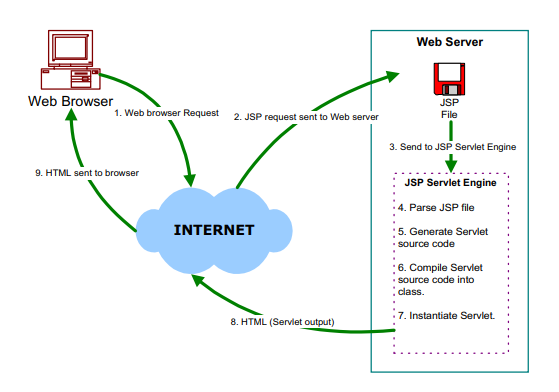 Web Server
Web Browser
JSP
File
1. Web browser Request
2. JSP request sent to Web server
3. Send to JSP Servlet Engine
9. HTML sent to browser
JSP Servlet Engine
4. Parse JSP file
5. Generate Servlet
source code
6. Compile Servlet
source code into
class.
7. Instantiate Servlet.
INTERNET
8. HTML (Servlet output)